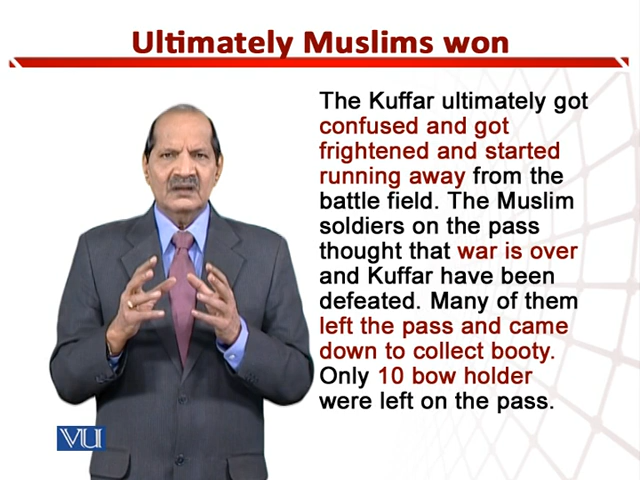 Ultimately Muslims won
The Kuffar ultimately got
confused and got
frightened and started
running away from the
battle field. The Muslim
soldiers on the pass
thought that war is over
and Kuffar have been
defeated. Many of them
left the pass and came
down to collect booty.
Only 10 bow holder
were left on the pass.
VU